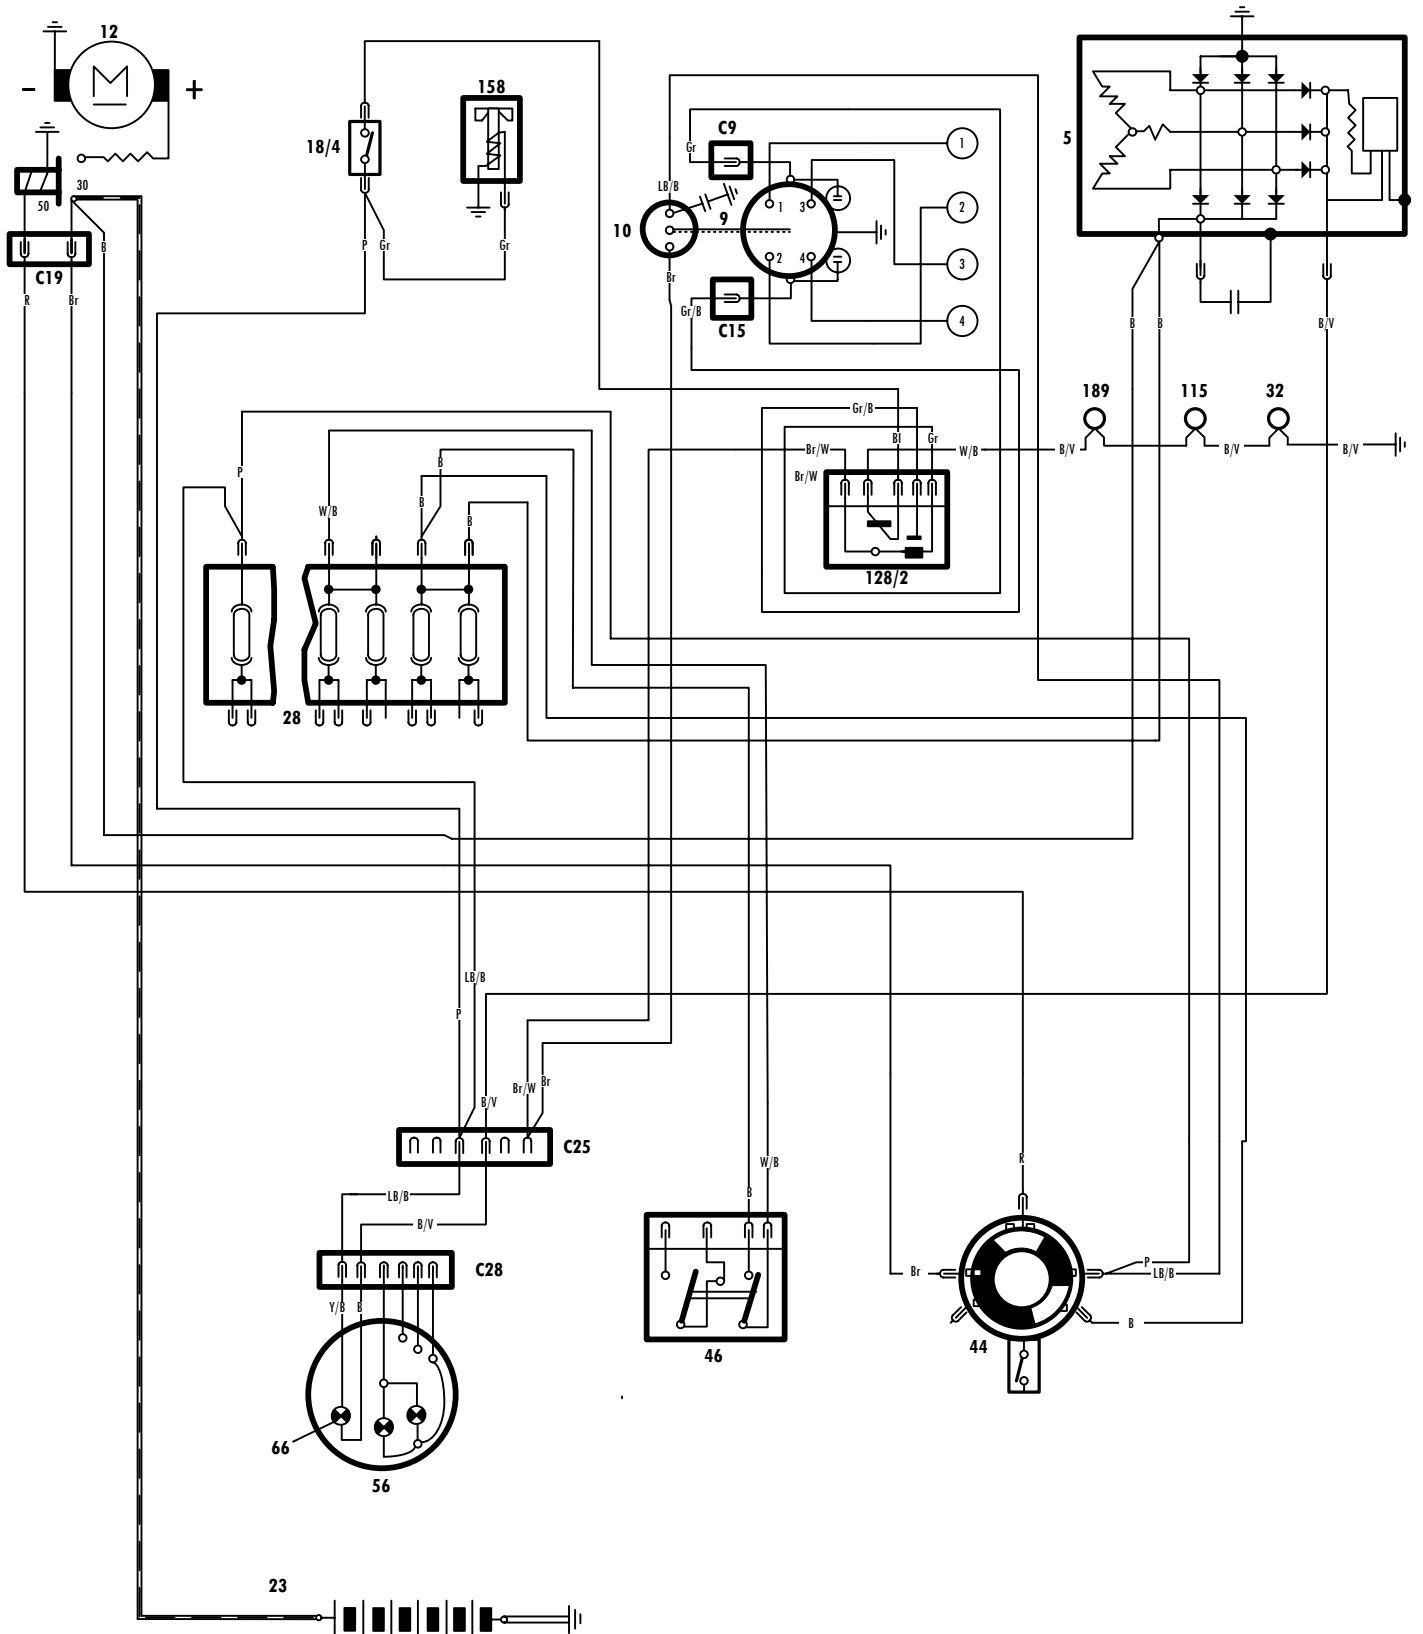 12
−
+
158
18/4
C9
Gr
1
5
LB/B
9
1
3
2
10
30
50
B
P
Gr
Gr
2
4
3
C19
Br
R
Br
Gr/B
C15
4
B
B
B/V
189
115
32
Gr/B
Bl
Gr
P
B
Br/W
W/B
B/V
B/V
B/V
Br/W
W/B
B
B
128/2
28
LB/B
P
Br/W
Br
B/V
C25
W/B
R
LB/B
B
B/V
C28
P
Br
LB/B
Y/B
B
B
44
46
66
56
23